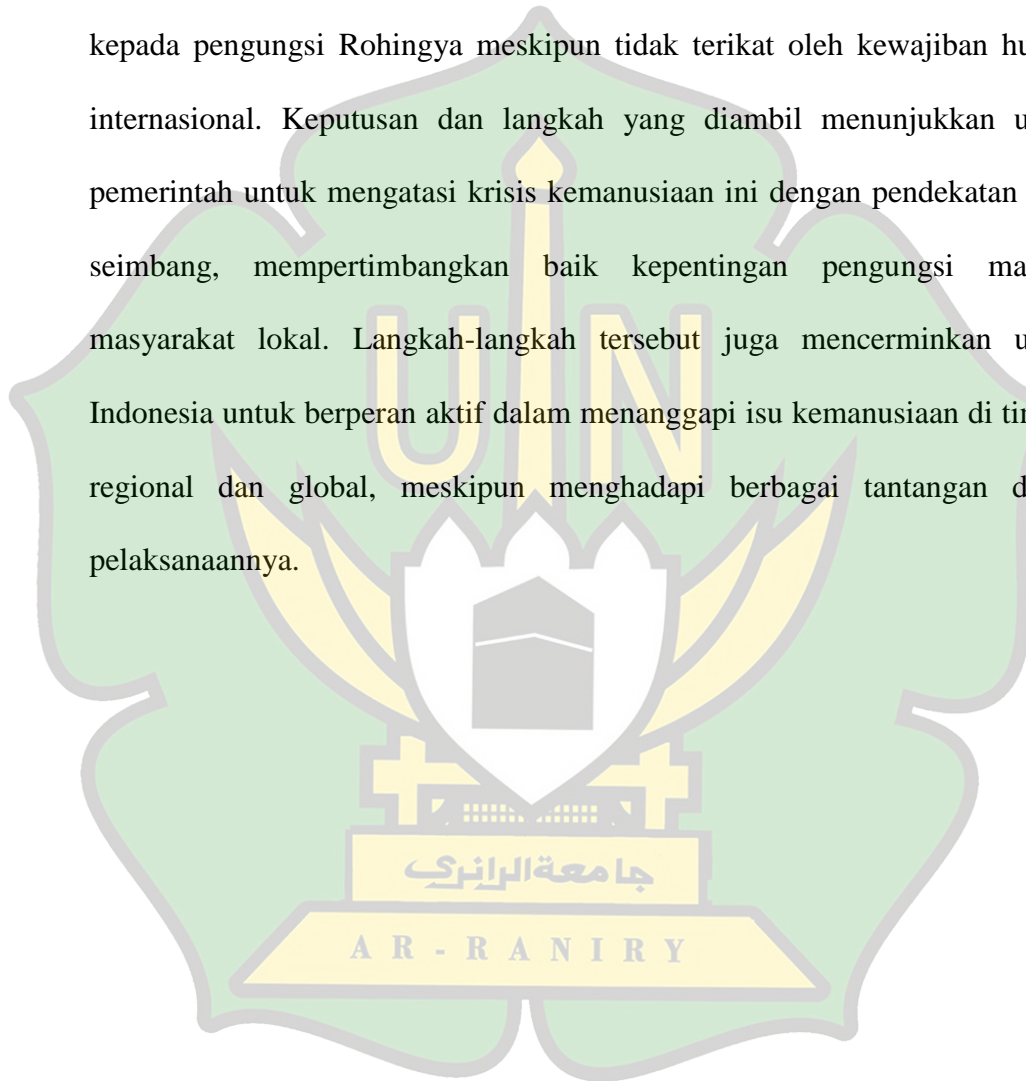 kepada pengungsi Rohingya meskipun tidak terikat oleh kewajiban hu
internasional. Keputusan dan langkah yang diambil menunjukkan u
pemerintah untuk mengatasi krisis kemanusiaan ini dengan pendekatan
seimbang, mempertimbangkan baik kepentingan pengungsi ma
masyarakat lokal. Langkah-langkah tersebut juga mencerminkan u
Indonesia untuk berperan aktif dalam menanggapi isu kemanusiaan di tin
regional dan global, meskipun menghadapi berbagai tantangan d
pelaksanaannya.
UIN
جامعةالرانري
AR-RANIRY